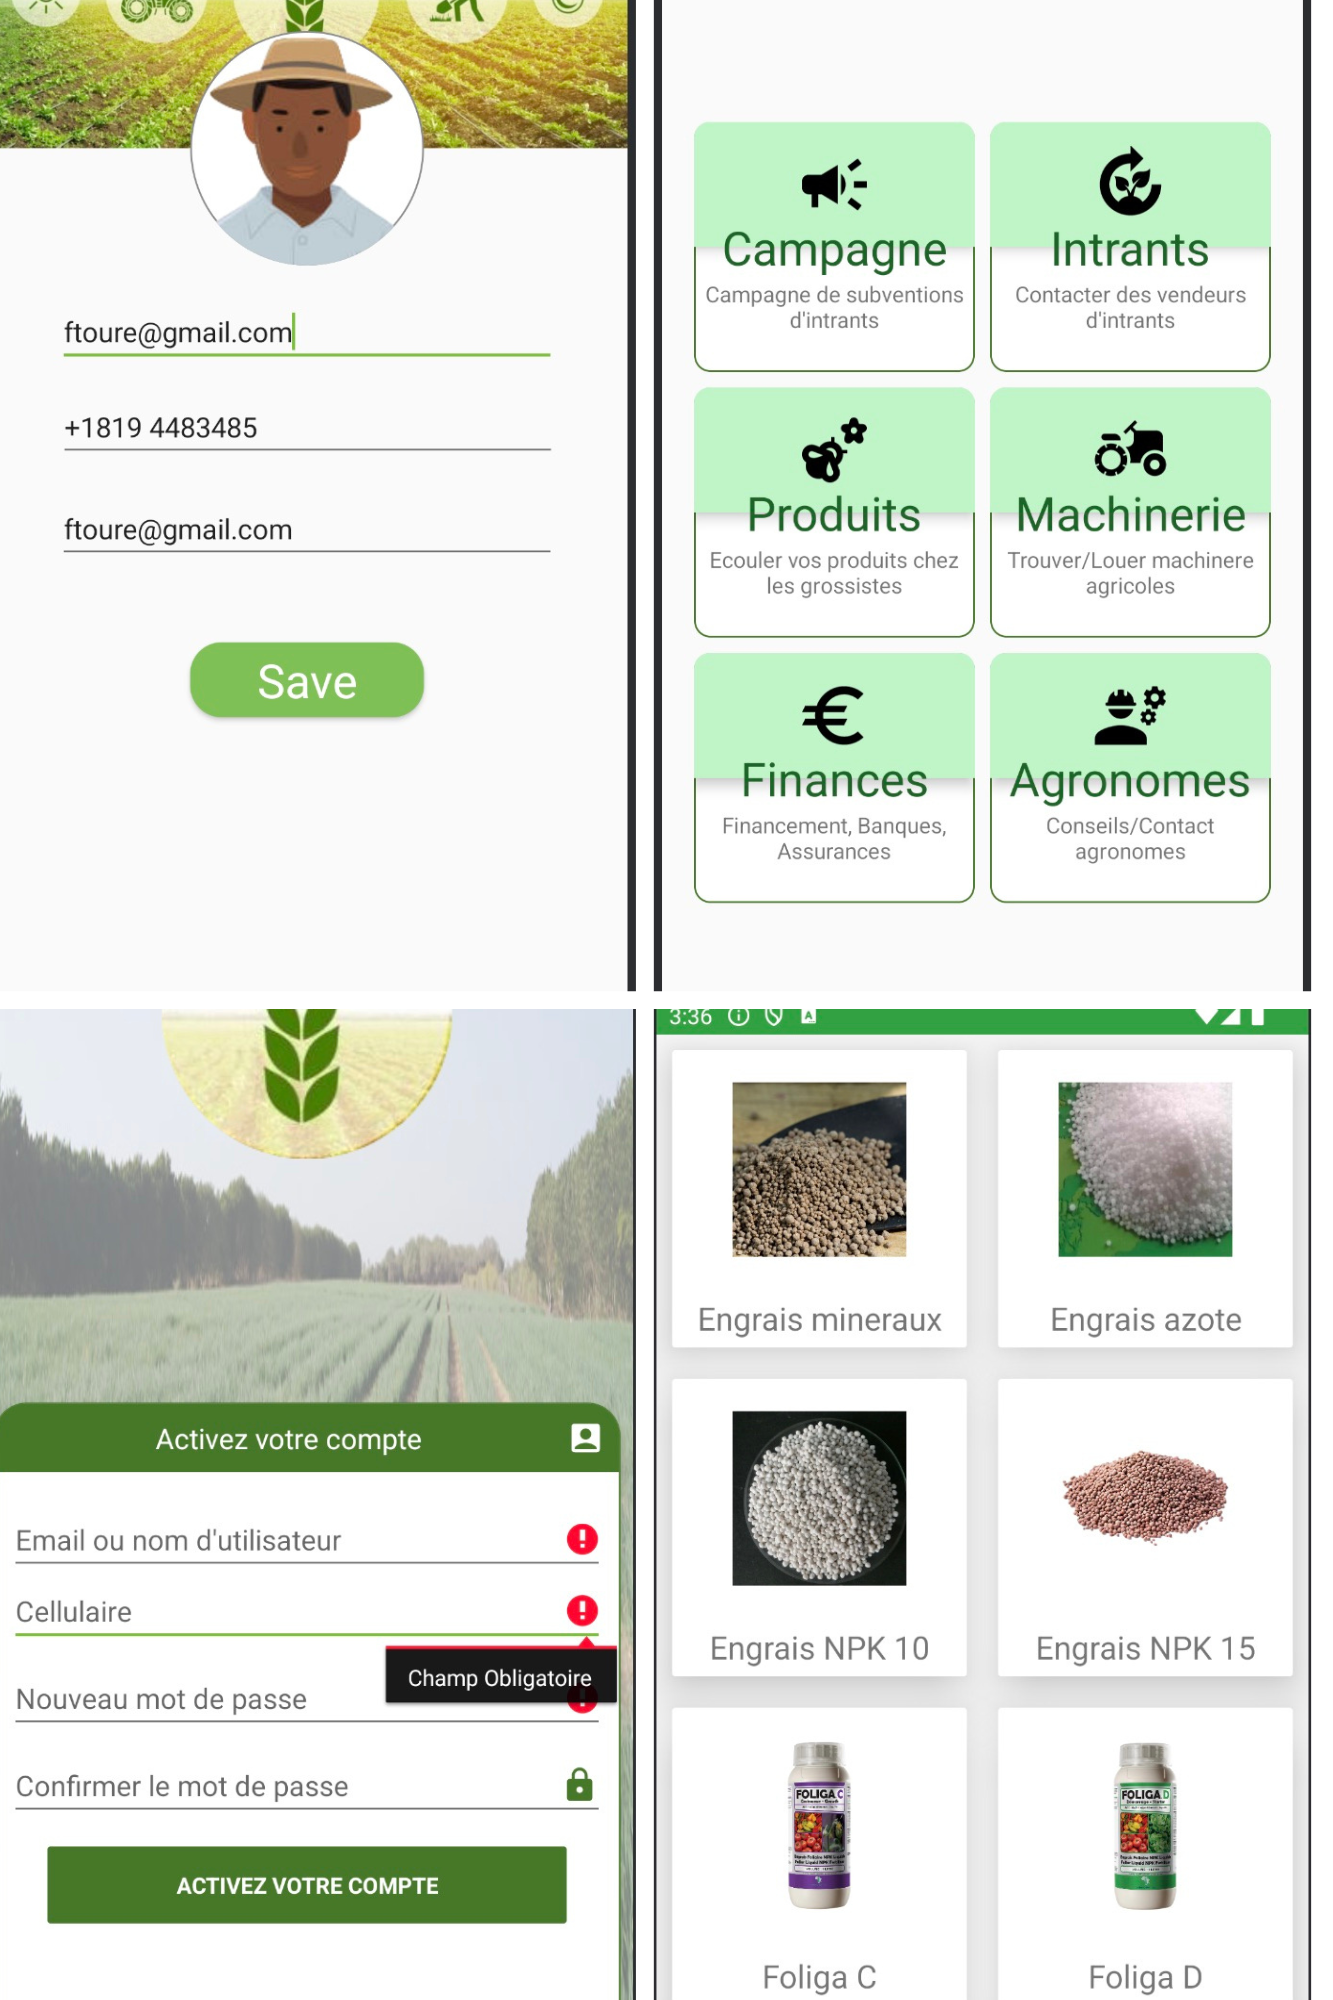 ftoure@gmail.com
+1819 4483485
ftoure@gmail.com
Save
Campagne
Campagne de subventions
d'intrants
Intrants
Contacter des vendeurs
d'intrants
Produits
Ecouler vos produits chez
les grossistes
Machinerie
Trouver/Louer machinere
agricoles
Finances
Financement, Banques,
Assurances
Agronomes
Conseils/Contact
agronomes
Activez votre compte
Email ou nom d'utilisateur
Cellulaire
Champ Obligatoire
Nouveau mot de passe
Confirmer le mot de passe
ACTIVEZ VOTRE COMPTE
3:36
Engrais mineraux
Engrais azote
Engrais NPK 10
Engrais NPK 15
FOLIGA C
Foliga C
FOLIGA D
Foliga D